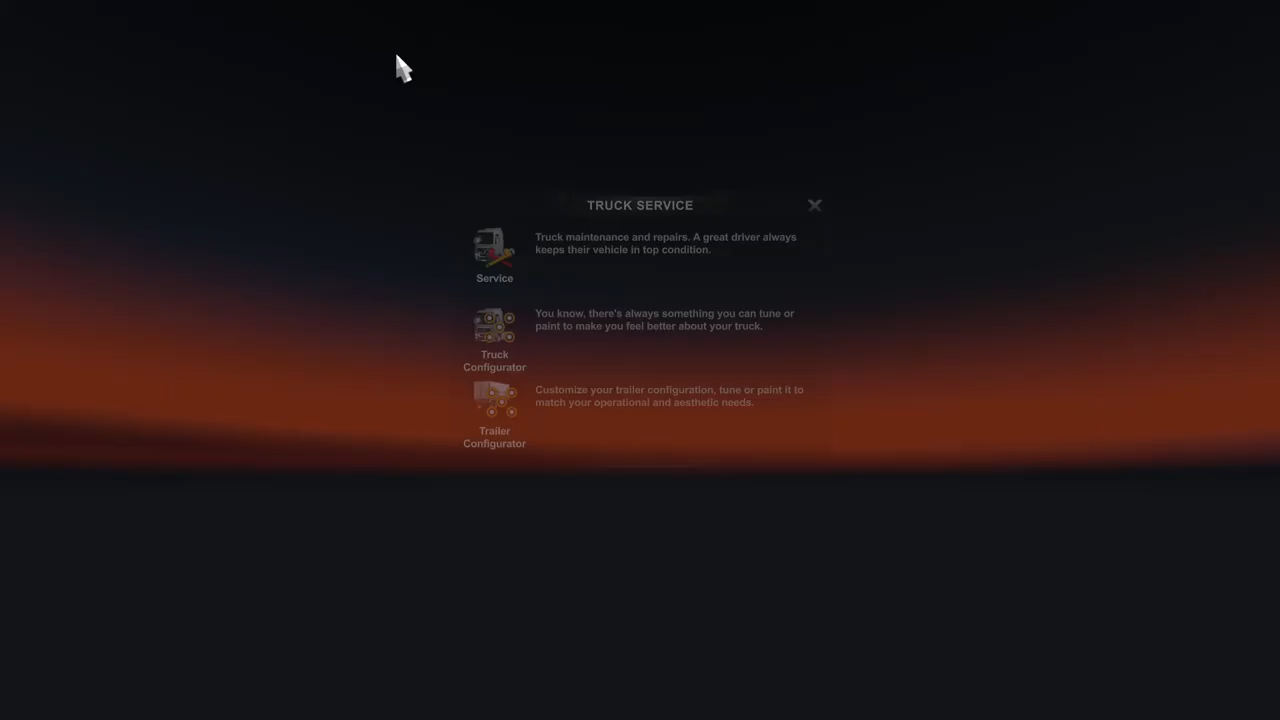 TRUCK SERVICE
Truck maintenance and repairs. A great driver always
keeps their vehicle in top condition.
Service
You know, there's always something you can tune or
paint to make you feel better about your truck.
Truck
Configurator
Customize your trailer configuration, tune or paint it to
match your operational and aesthetic needs.
Trailer
Configurator